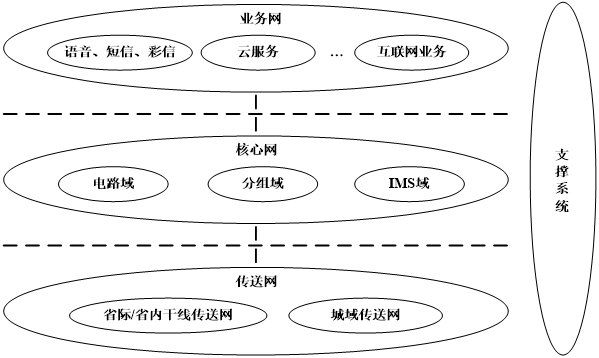 业务网
语音、短信、彩信
云服务
...
互联网业务
核心网
电路域
分组域
IMS域
传送网
省际/省内干线传送网
城域传送网
支撑系统